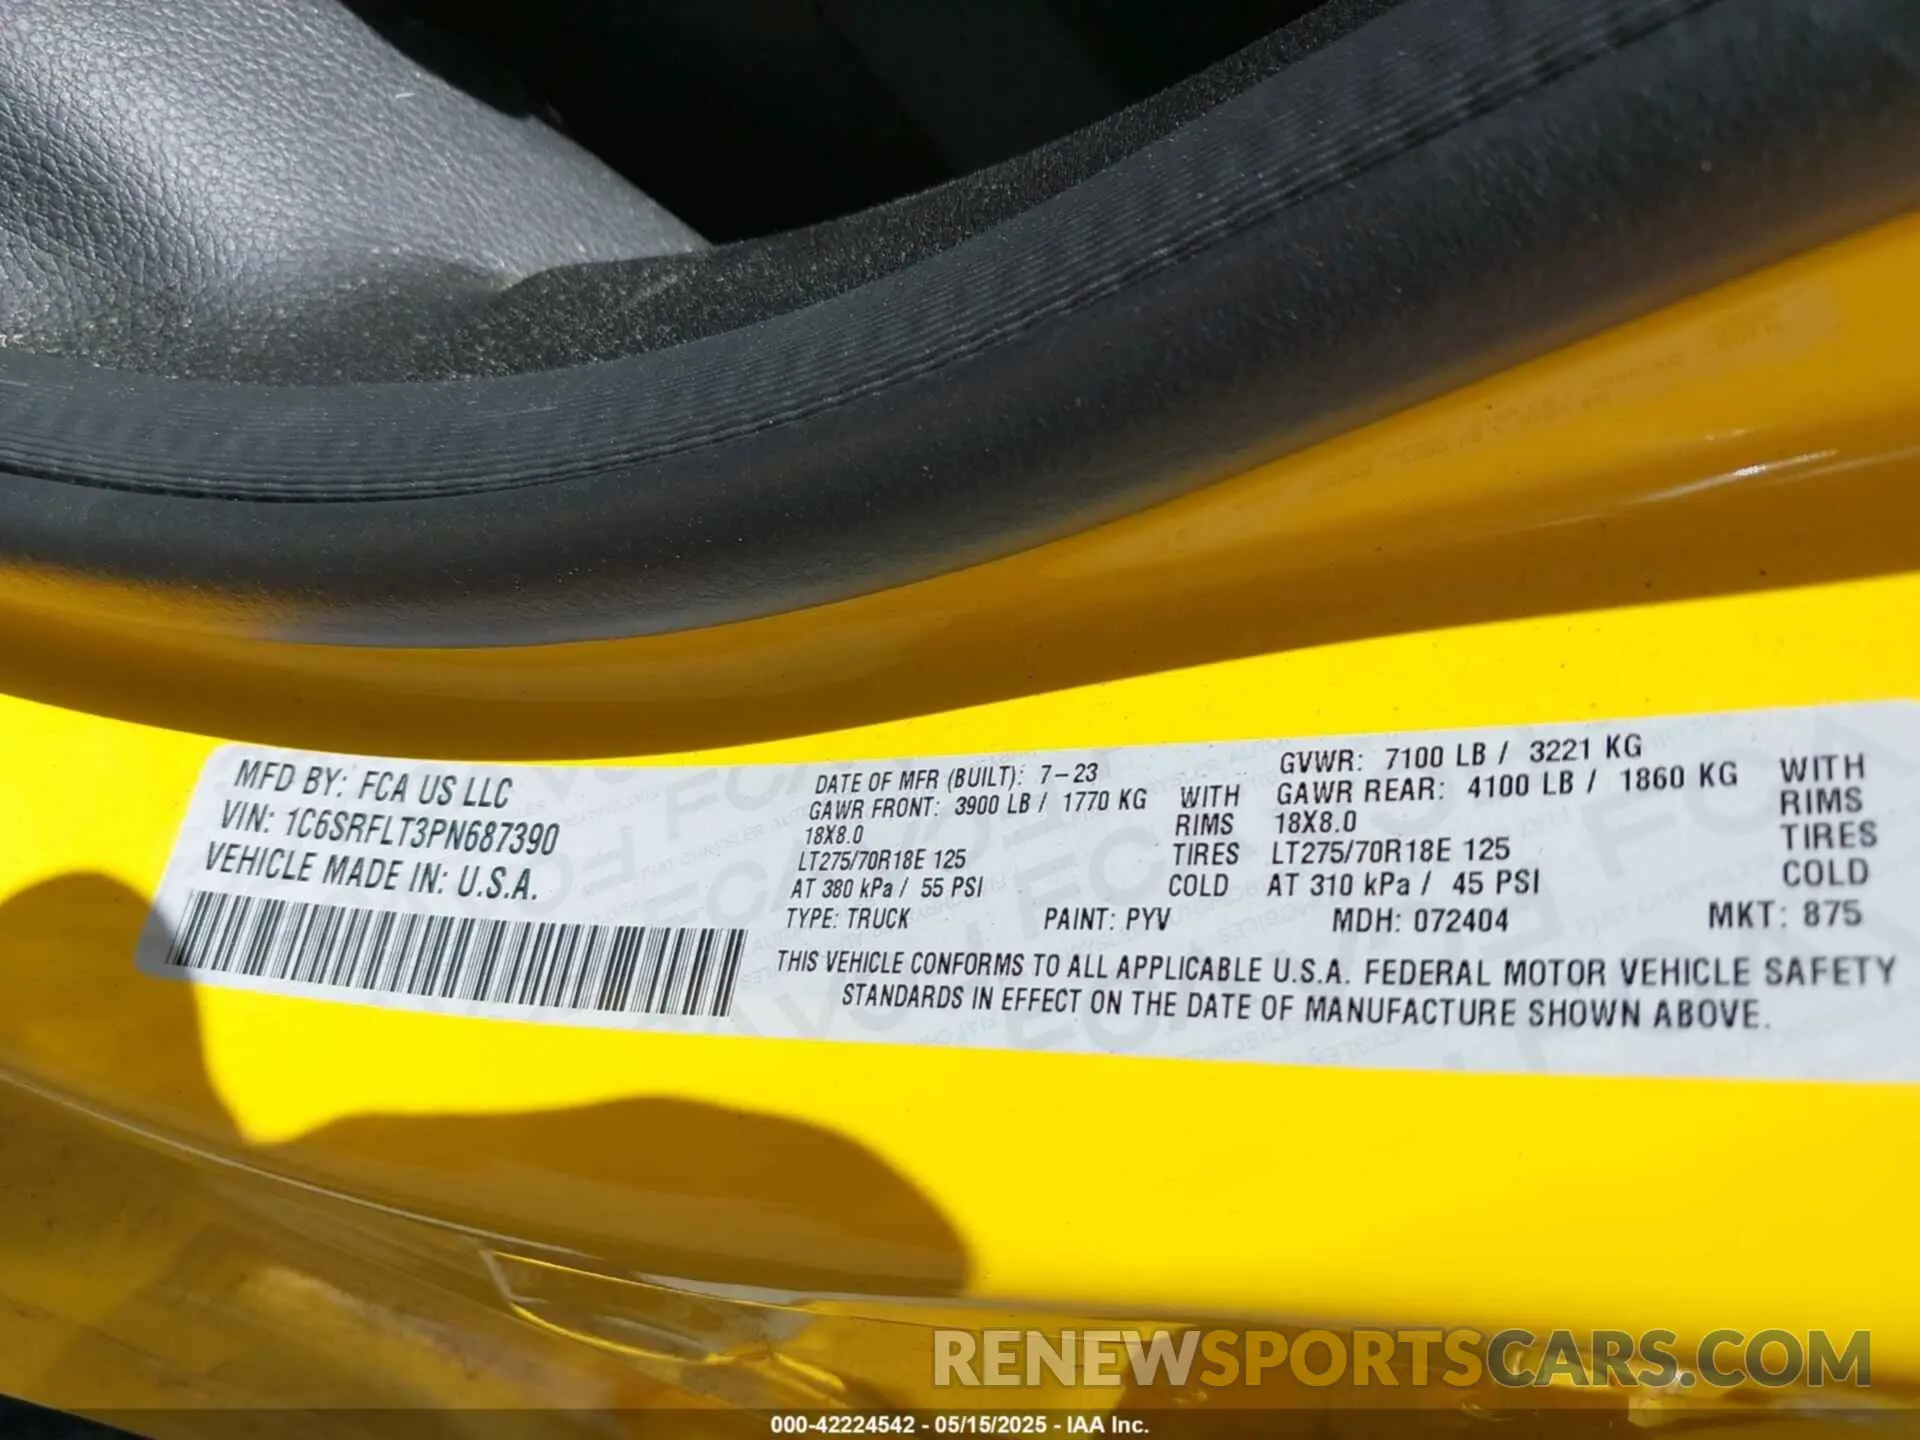 MFD BY: FCA US LLC
VIN: 1C6SRFLT3PN687390
VEHICLE MADE IN: U.S.A.
DATE OF MFR (BUILT): 7-23
GAWR FRONT: 3900 LB / 1770 KG WITH
18X8.0 RIMS
LT275/70R18E 125 TIRES
AT 380 kPa / 55 PSI COLD
GVWR: 7100 LB / 3221 KG
GAWR REAR: 4100 LB / 1860 KG WITH
18X8.0 RIMS
LT275/70R18E 125 TIRES
AT 310 kPa / 45 PSI COLD
TYPE: TRUCK PAINT: PYV MDH: 072404 MKT: 875
THIS VEHICLE CONFORMS TO ALL APPLICABLE U.S.A. FEDERAL MOTOR VEHICLE SAFETY
STANDARDS IN EFFECT ON THE DATE OF MANUFACTURE SHOWN ABOVE.
RENEWSPORTSCARS.COM
000-42224542 - 05/15/2025 - IAA Inc.